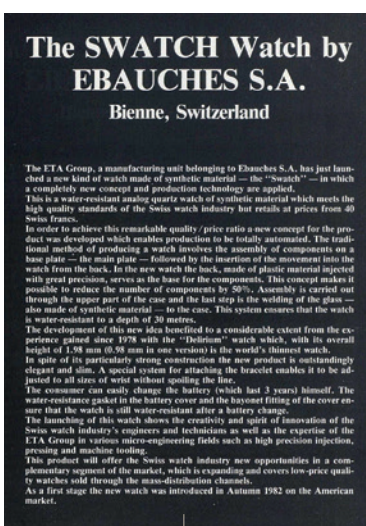 The SWATCH Watch by
EBAUCHES S.A.
Bienne, Switzerland
The ETA Group, a manufacturing unit belonging to Ebauches S.A. has just laun-
ched a new kind of watch made of synthetic material — the "Swatch" — in which
a completely new concept and production technology are applied.
This is a water-resistant analog quartz watch of synthetic material which meets the
high quality standards of the Swiss watch industry but retails at prices from 40
Swiss francs.
In order to achieve this remarkable quality/price ratio a new concept for the pro-
duct was developed which enables production to be totally automated. The tradi-
tional method of producing a watch involves the assembly of components on a
base plate — the main plate — followed by the insertion of the movement into the
watch from the back. In the new watch the back, made of plastic material injected
with great precision, serves as the base for the components. This concept makes it
possible to reduce the number of components by 50%. Assembly is carried out
through the upper part of the case and the last step is the welding of the glass —
also made of synthetic material — to the case. This system ensures that the watch
is water-resistant to a depth of 30 metres.
The development of this new idea benefited to a considerable extent from the ex-
perience gained since 1978 with the "Delirium" watch which, with its overall
height of 1.98 mm (0.98 mm in one version) is the world's thinnest watch.
In spite of its particularly strong construction the new product is outstandingly
elegant and slim. A special system for attaching the bracelet enables it to be ad-
justed to all sizes of wrist without spoiling the line.
The consumer can easily change the battery (which last 3 years) himself. The
water-resistance gasket in the battery cover and the bayonet fitting of the cover en-
sure that the watch is still water-resistant after a battery change.
The launching of this watch shows the creativity and spirit of innovation of the
Swiss watch industry's engineers and technicians as well as the expertise of the
ETA Group in various micro-engineering fields such as high precision injection,
pressing and machine tooling.
This product will offer the Swiss watch industry new opportunities in a com-
plementary segment of the market, which is expanding and covers low-price quali-
ty watches sold through the mass-distribution channels.
As a first stage the new watch was introduced in Autumn 1982 on the American
market.